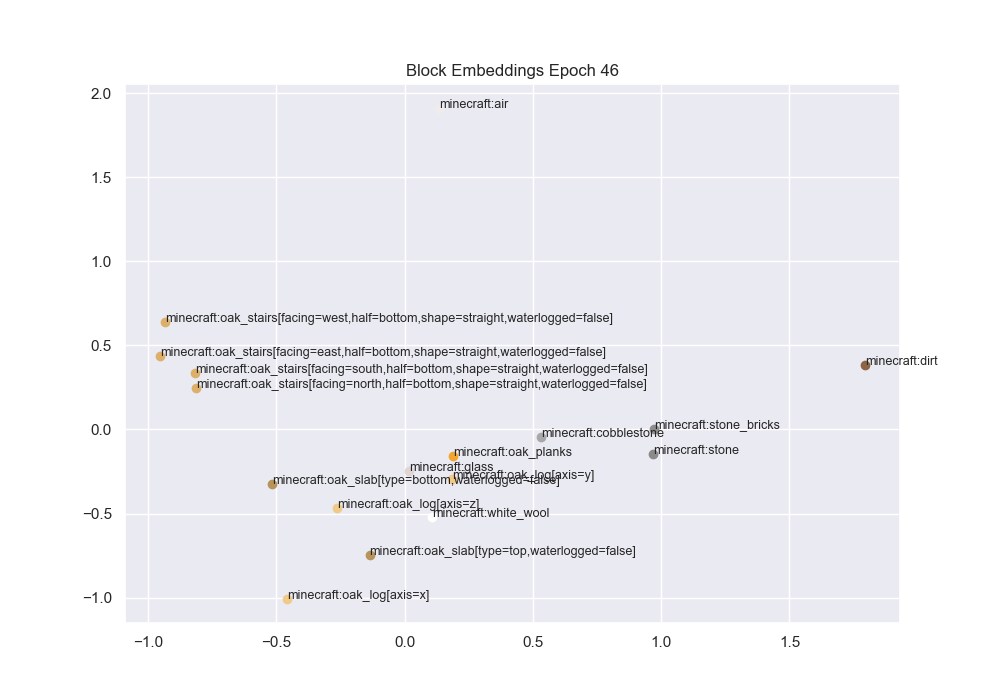 Block Embeddings Epoch 46
2.0
minecraft:air
1.5
1.0
minecraft:oak_stairs[facing=west,half=bottom,shape=straight,waterlogged=false]
minecraft:oak_stairs[facing=east,half=bottom,shape=straight,waterlogged=false]
0.5
minecraft:oak_stairs[facing=south,half=bottom,shape=straight,waterlogged=false]
minecraft:dirt
minecraft:oak_stairs[facing=north,half=bottom,shape=straight,waterlogged=false]
minecraft:stone_bricks
0.0
minecraft:cobblestone
minecraft:stone
minecraft:oak_planks
minecraft:glass
minecraft:oak_log[axis=y]
minecraft:oak_slab[type=bottom,waterlogged=false]
minecraft:oak_log[axis=z]
minecraft:white_wool
−0.5
minecraft:oak_slab[type=top,waterlogged=false]
minecraft:oak_log[axis=x]
−1.0
−1.0 −0.5 0.0 0.5 1.0 1.5